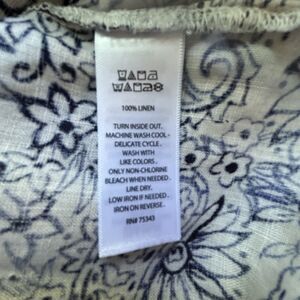 100% LINEN
TURN INSIDE OUT.
MACHINE WASH COOL -
DELICATE CYCLE.
WASH WITH
LIKE COLORS.
ONLY NON-CHLORINE
BLEACH WHEN NEEDED.
LINE DRY.
LOW IRON IF NEEDED.
IRON ON REVERSE.
RN# 75343